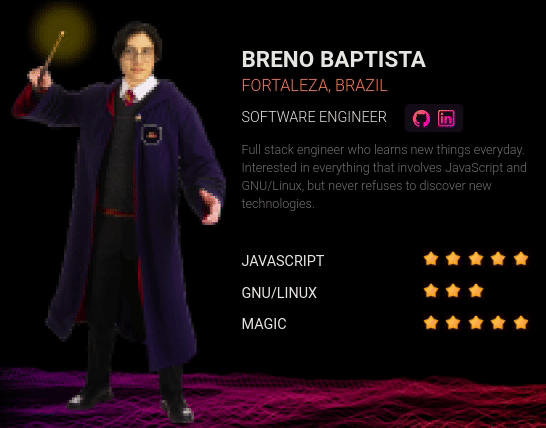 BRENO BAPTISTA
FORTALEZA, BRAZIL
SOFTWARE ENGINEER
Full stack engineer who learns new things everyday.
Interested in everything that involves JavaScript and
GNU/Linux, but never refuses to discover new
technologies.
JAVASCRIPT
GNU/LINUX
MAGIC